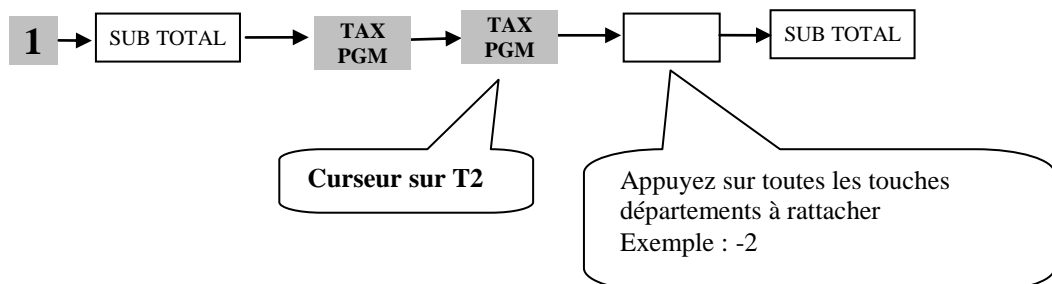 1
SUB TOTAL
TAX
PGM
TAX
PGM
SUB TOTAL
Curseur sur T2
Appuyez sur toutes les touches
départements à rattacher
Exemple : -2